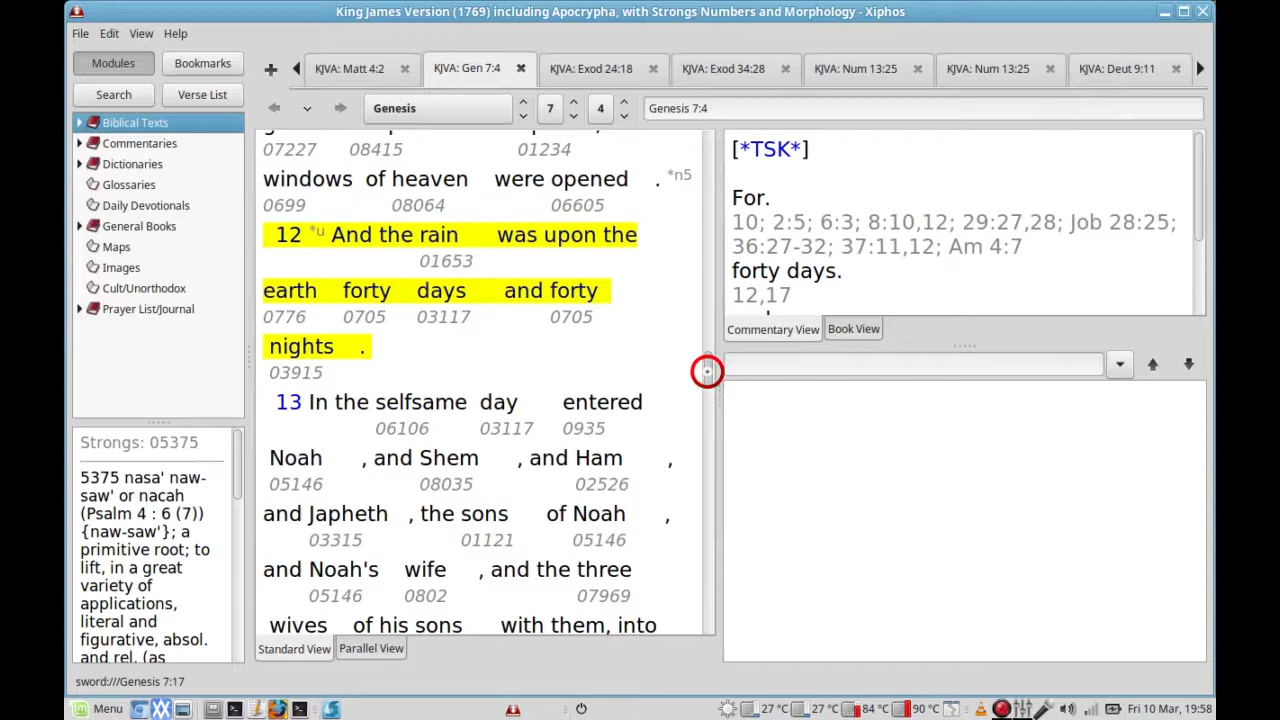 King James Version (1769) including Apocrypha, with Strongs Numbers and Morphology - Xiphos
File Edit View Help
Modules Bookmarks
Search Verse List
Biblical Texts
Commentaries
Dictionaries
Glossaries
Daily Devotionals
General Books
Maps
Images
Cult/Unorthodox
Prayer List/Journal
Strongs: 05375
5375 nasa' naw-
saw' or nacah
(Psalm 4 : 6 (7))
{naw-saw'}; a
primitive root; to
lift, in a great
variety of
applications,
literal and
figurative, absol.
and rel. (as
KJVA: Matt 4:2 KJVA: Gen 7:4 KJVA: Exod 24:18 KJVA: Exod 34:28 KJVA: Num 13:25 KJVA: Num 13:25 KJVA: Deut 9:11
Genesis 7 4 Genesis 7:4
07227 08415 01234
windows of heaven were opened . *n5
0699 08064 06605
12 *u And the rain was upon the
01653
earth forty days and forty
0776 0705 03117 0705
nights .
03915
13 In the selfsame day entered
06106 03117 0935
Noah , and Shem , and Ham ,
05146 08035 02526
and Japheth , the sons of Noah ,
03315 01121 05146
and Noah's wife , and the three
05146 0802 07969
wives of his sons with them, into
Standard View Parallel View
[*TSK*]
For.
10; 2:5; 6:3; 8:10,12; 29:27,28; Job 28:25;
36:27-32; 37:11,12; Am 4:7
forty days.
12,17
Commentary View Book View
sword:///Genesis 7:17
Menu 27 °C 27 °C 84 °C 90 °C Fri 10 Mar, 19:58